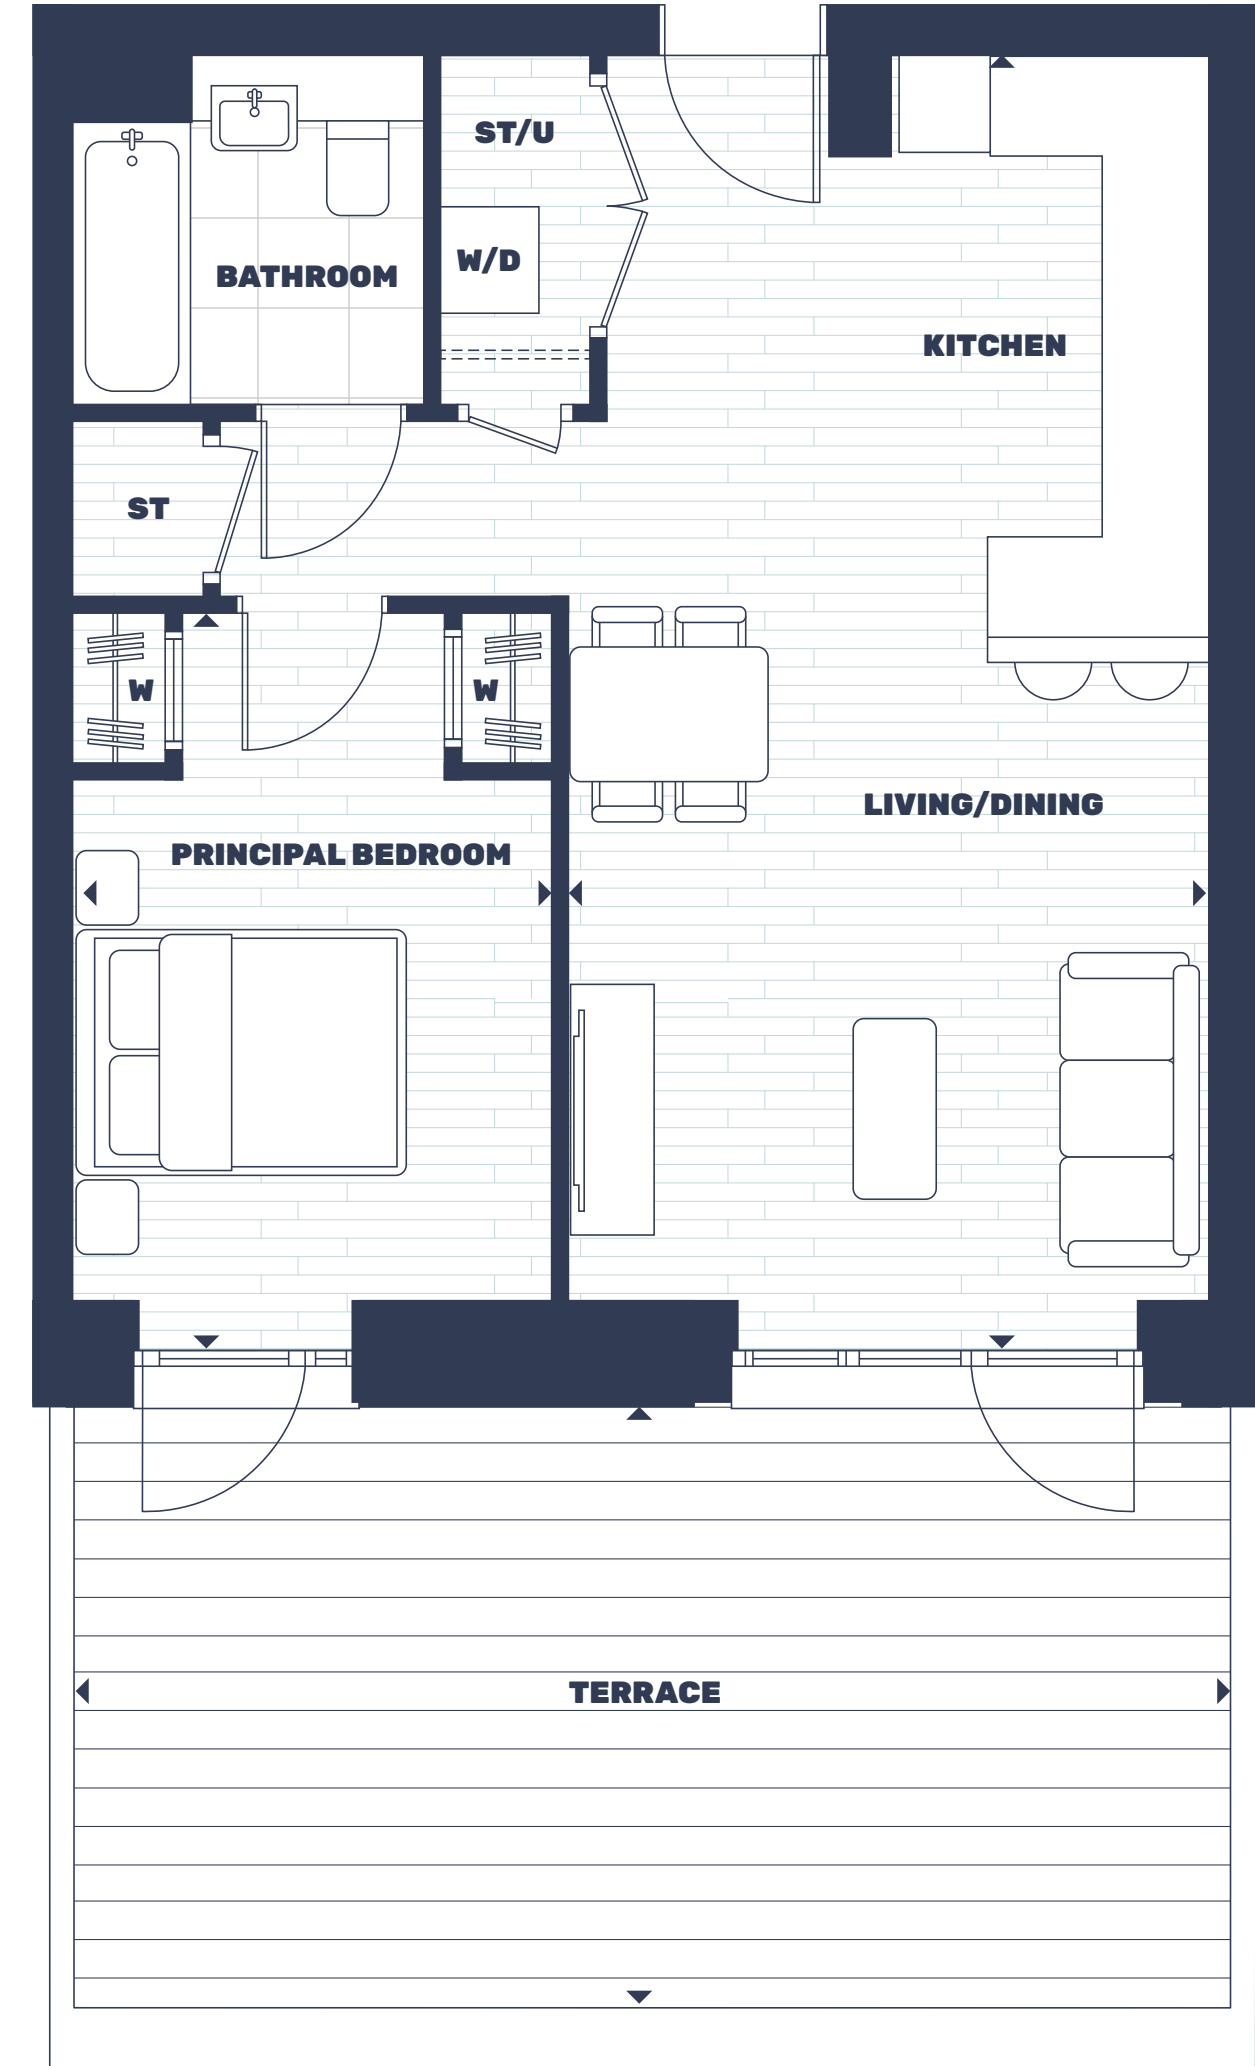 ST/U
W/D
BATHROOM
KITCHEN
ST
W
W
LIVING/DINING
PRINCIPAL BEDROOM
TERRACE